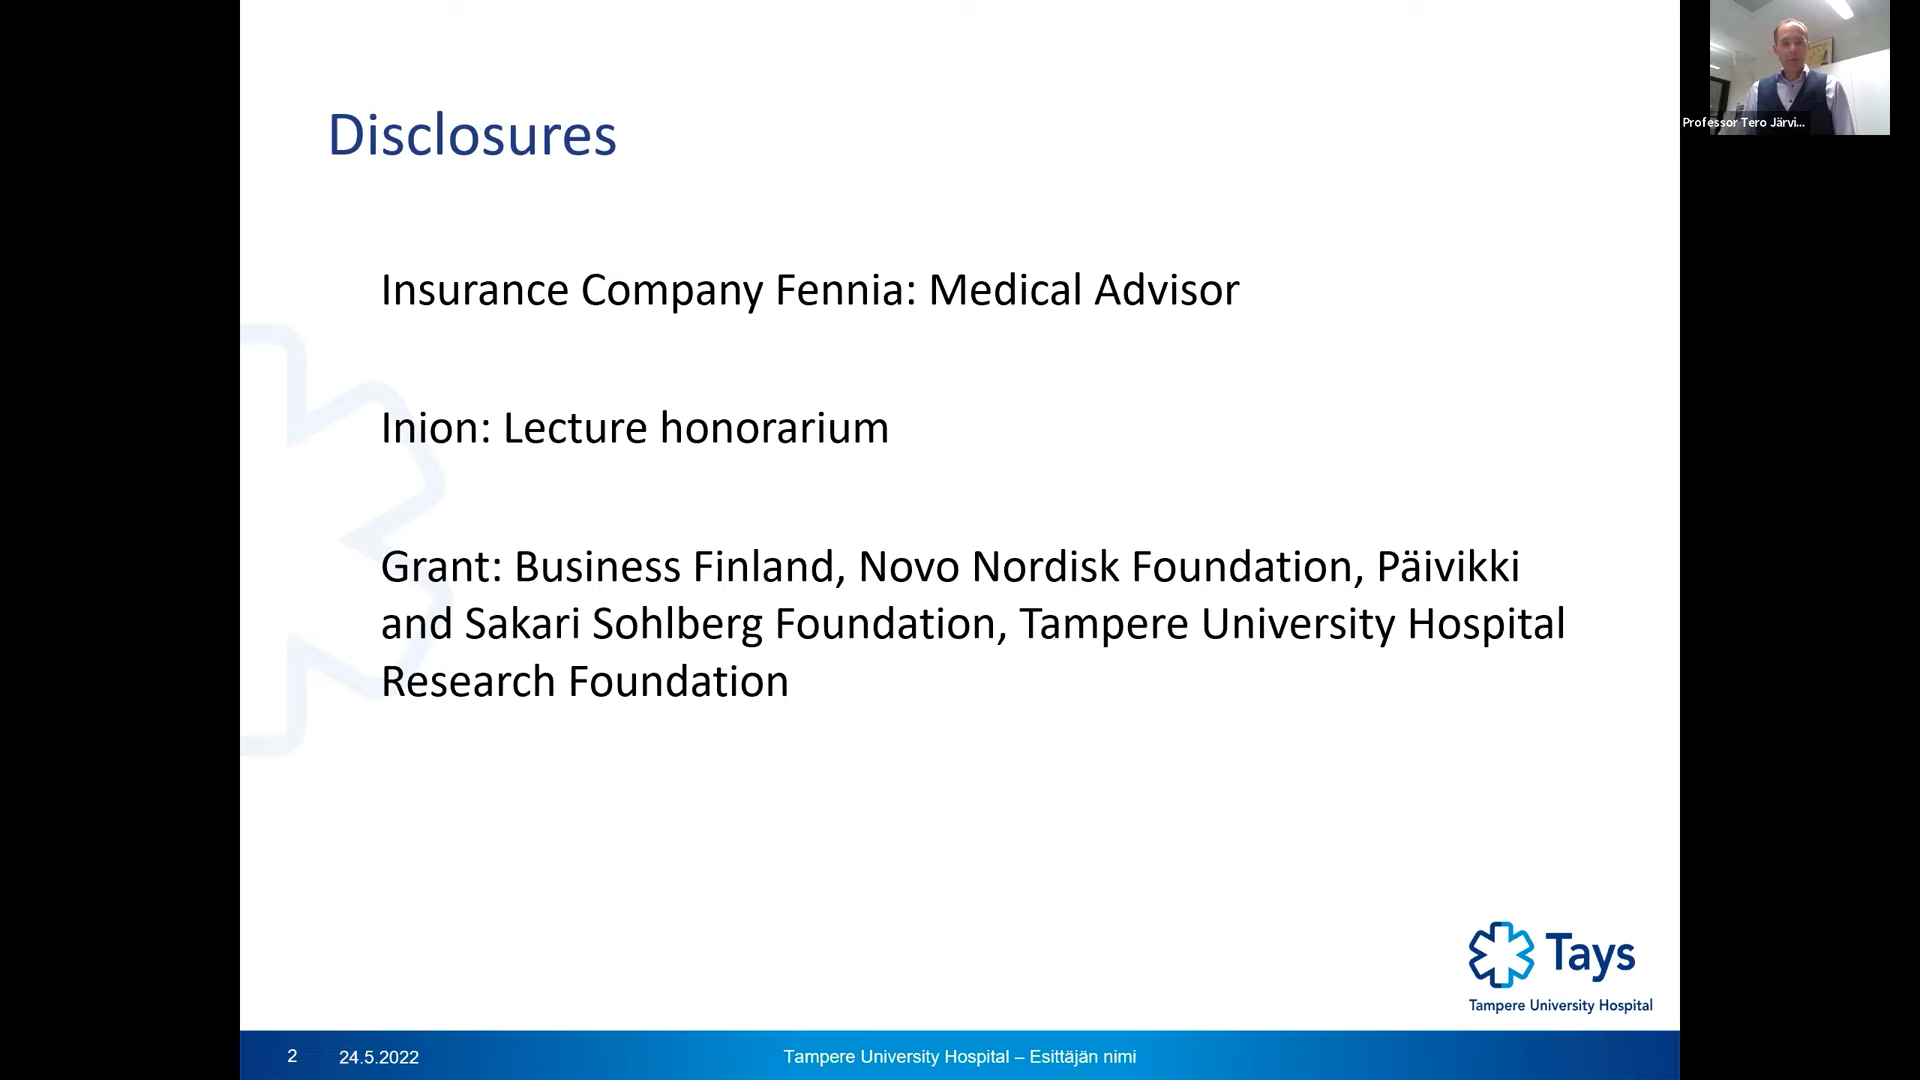 Disclosures
Insurance Company Fennia: Medical Advisor
Inion: Lecture honorarium
Grant: Business Finland, Novo Nordisk Foundation, Päivikki
and Sakari Sohlberg Foundation, Tampere University Hospital
Research Foundation
Professor Tero Järvi...
Tays
Tampere University Hospital
2
24.5.2022
Tampere University Hospital – Esittäjän nimi